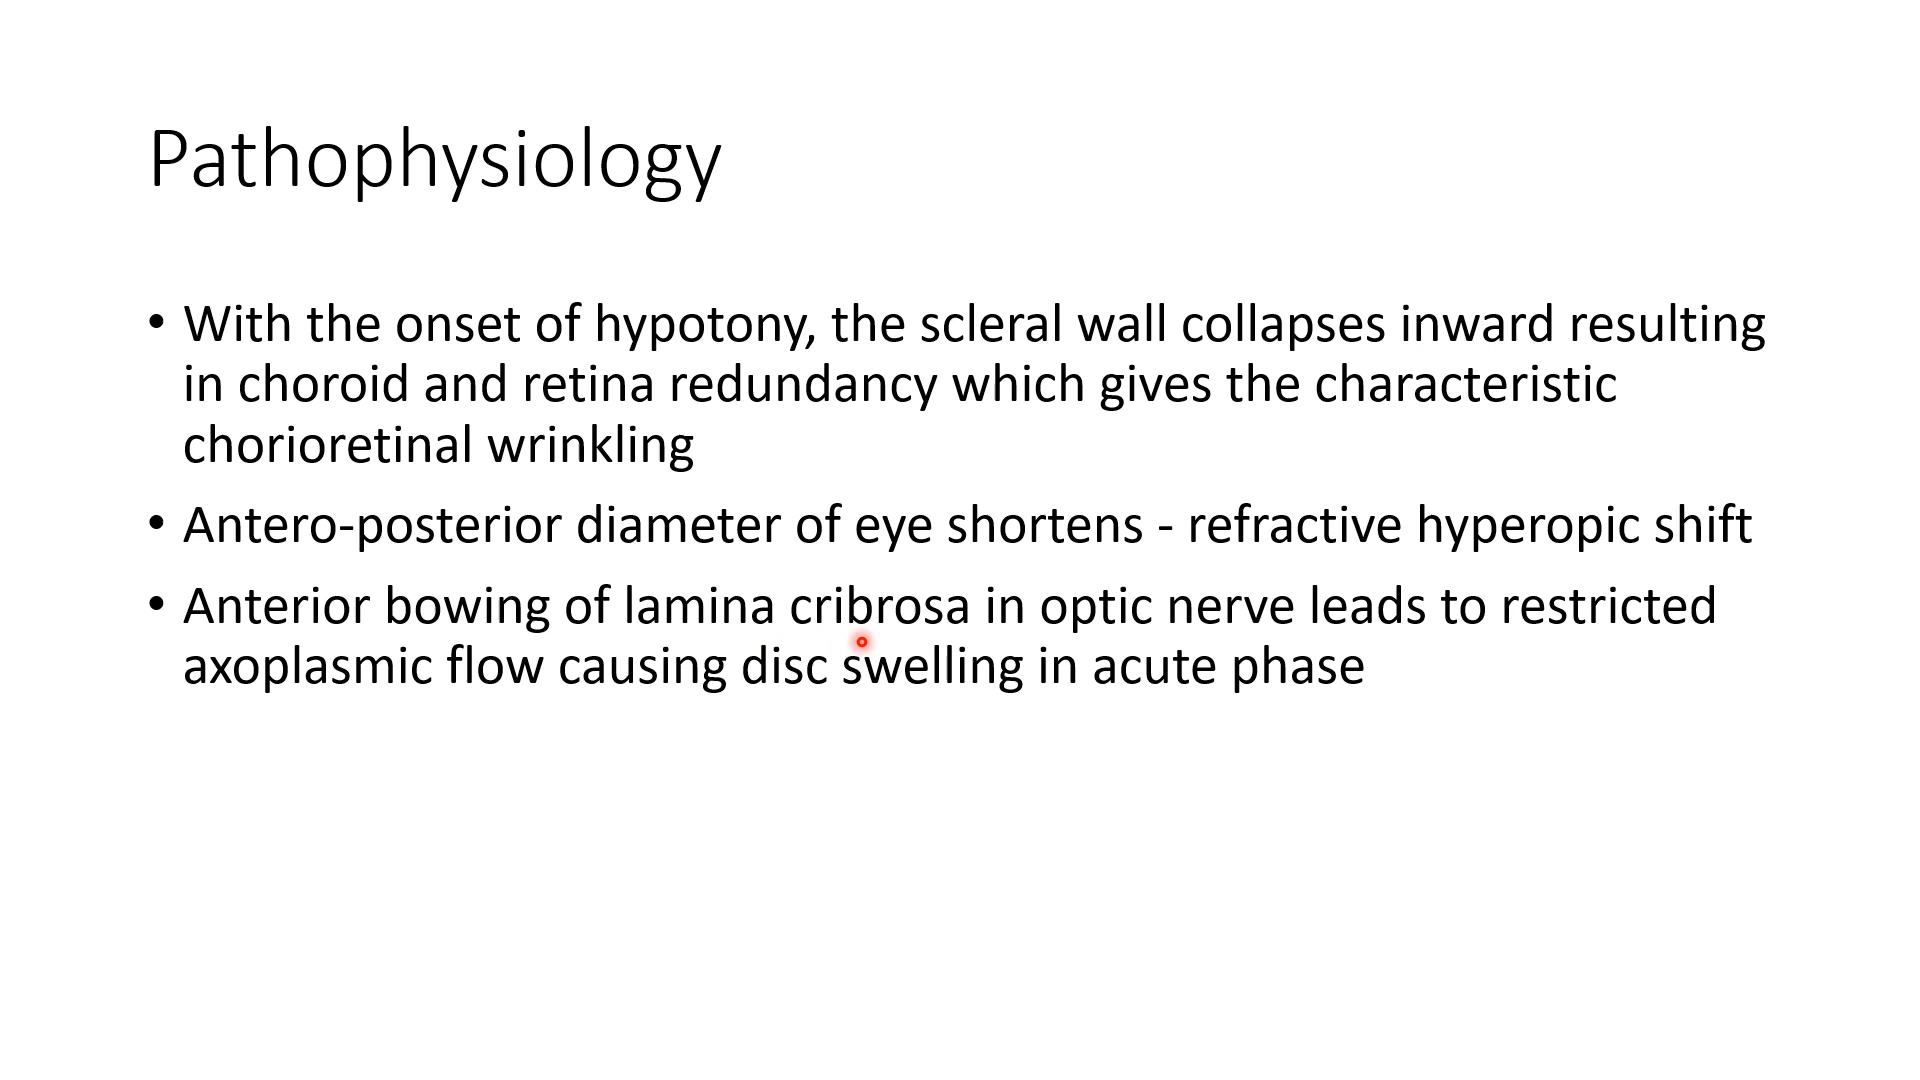 Pathophysiology
• With the onset of hypotony, the scleral wall collapses inward resulting
in choroid and retina redundancy which gives the characteristic
chorioretinal wrinkling
• Antero-posterior diameter of eye shortens - refractive hyperopic shift
• Anterior bowing of lamina cribrosa in optic nerve leads to restricted
axoplasmic flow causing disc swelling in acute phase